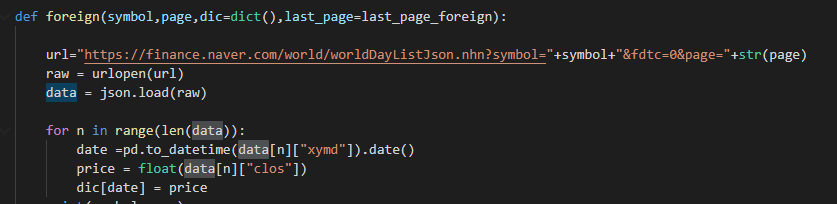 def foreign(symbol,page,dic=dict(),last_page=last_page_foreign):
url="https://finance.naver.com/world/worldDayListJson.nhn?symbol="+symbol+"&fdtc=0&page="+str(page)
raw = urlopen(url)
data = json.load(raw)
for n in range(len(data)):
date =pd.to_datetime(data[n]["xymd"]).date()
price = float(data[n]["clos"])
dic[date] = price